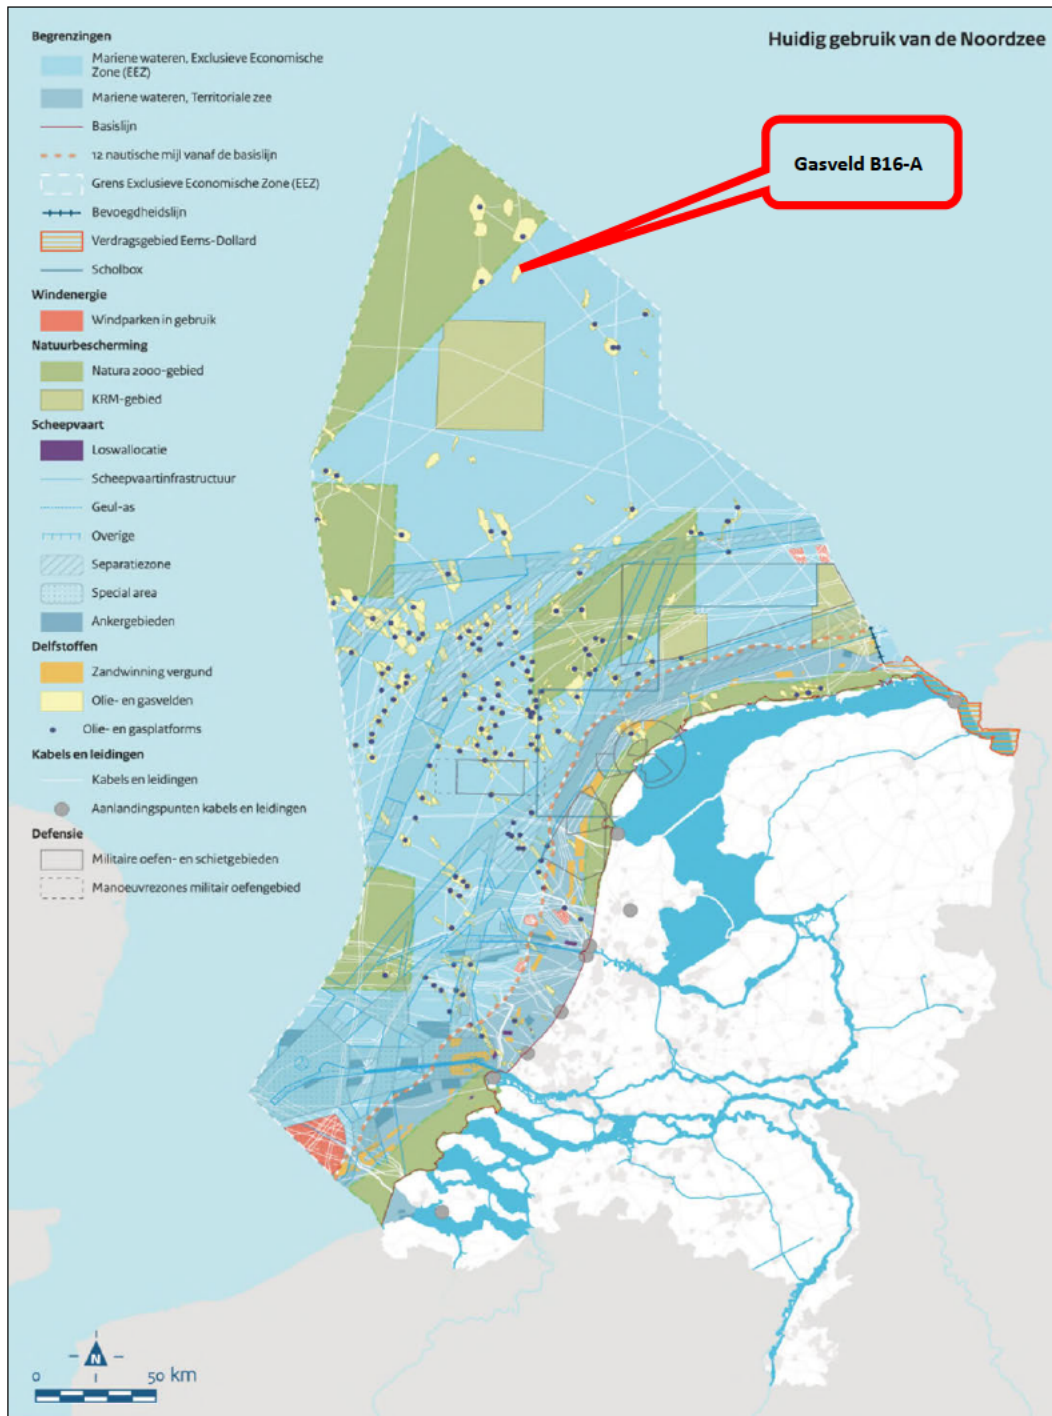 Huidig gebruik van de Noordzee
Begrenzingen
Mariene wateren, Exclusieve Economische
Zone (EEZ)
Mariene wateren, Territoriale zee
Basislijn
12 nautische mijl vanaf de basislijn
Grens Exclusieve Economische Zone (EEZ)
Bevoegdheidslijn
Verdragsgebied Eems-Dollard
Scholbox
Windenergie
Windparken in gebruik
Natuurbescherming
Natura 2000-gebied
KRM-gebied
Scheepvaart
Loswallocatie
Scheepvaartinfrastructuur
Geul-as
Overige
Separatiezone
Special area
Ankergebieden
Delfstoffen
Zandwinning vergund
Olie- en gasvelden
Olie- en gasplatforms
Kabels en leidingen
Kabels en leidingen
Aanlandingspunten kabels en leidingen
Defensie
Militaire oefen- en schietgebieden
Manoeuvrezones militair oefengebied
Gasveld B16-A
N
0 50 km